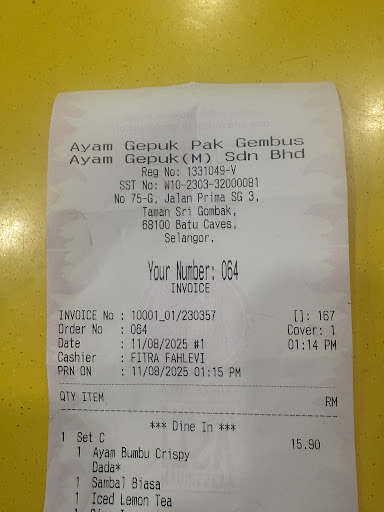 Ayam Gepuk Pak Gembus
Ayam Gepuk(M) Sdn Bhd
Reg No: 1331049-V
SST No: W10-2303-32000081
No 75-G, Jalan Prima SG 3,
Taman Sri Gombak,
68100 Batu Caves,
Selangor.
Your Number: 064
INVOICE
INVOICE No : 10001_01/230357 []: 167
Order No : 064 Cover: 1
Date : 11/08/2025 #1 01:14 PM
Cashier : FITRA FAHLEVI
PRN ON : 11/08/2025 01:15 PM
QTY ITEM RM
*** Dine In ***
1 Set C 15.90
1 Ayam Bumbu Crispy
Dada*
1 Sambal Biasa
1 Iced Lemon Tea